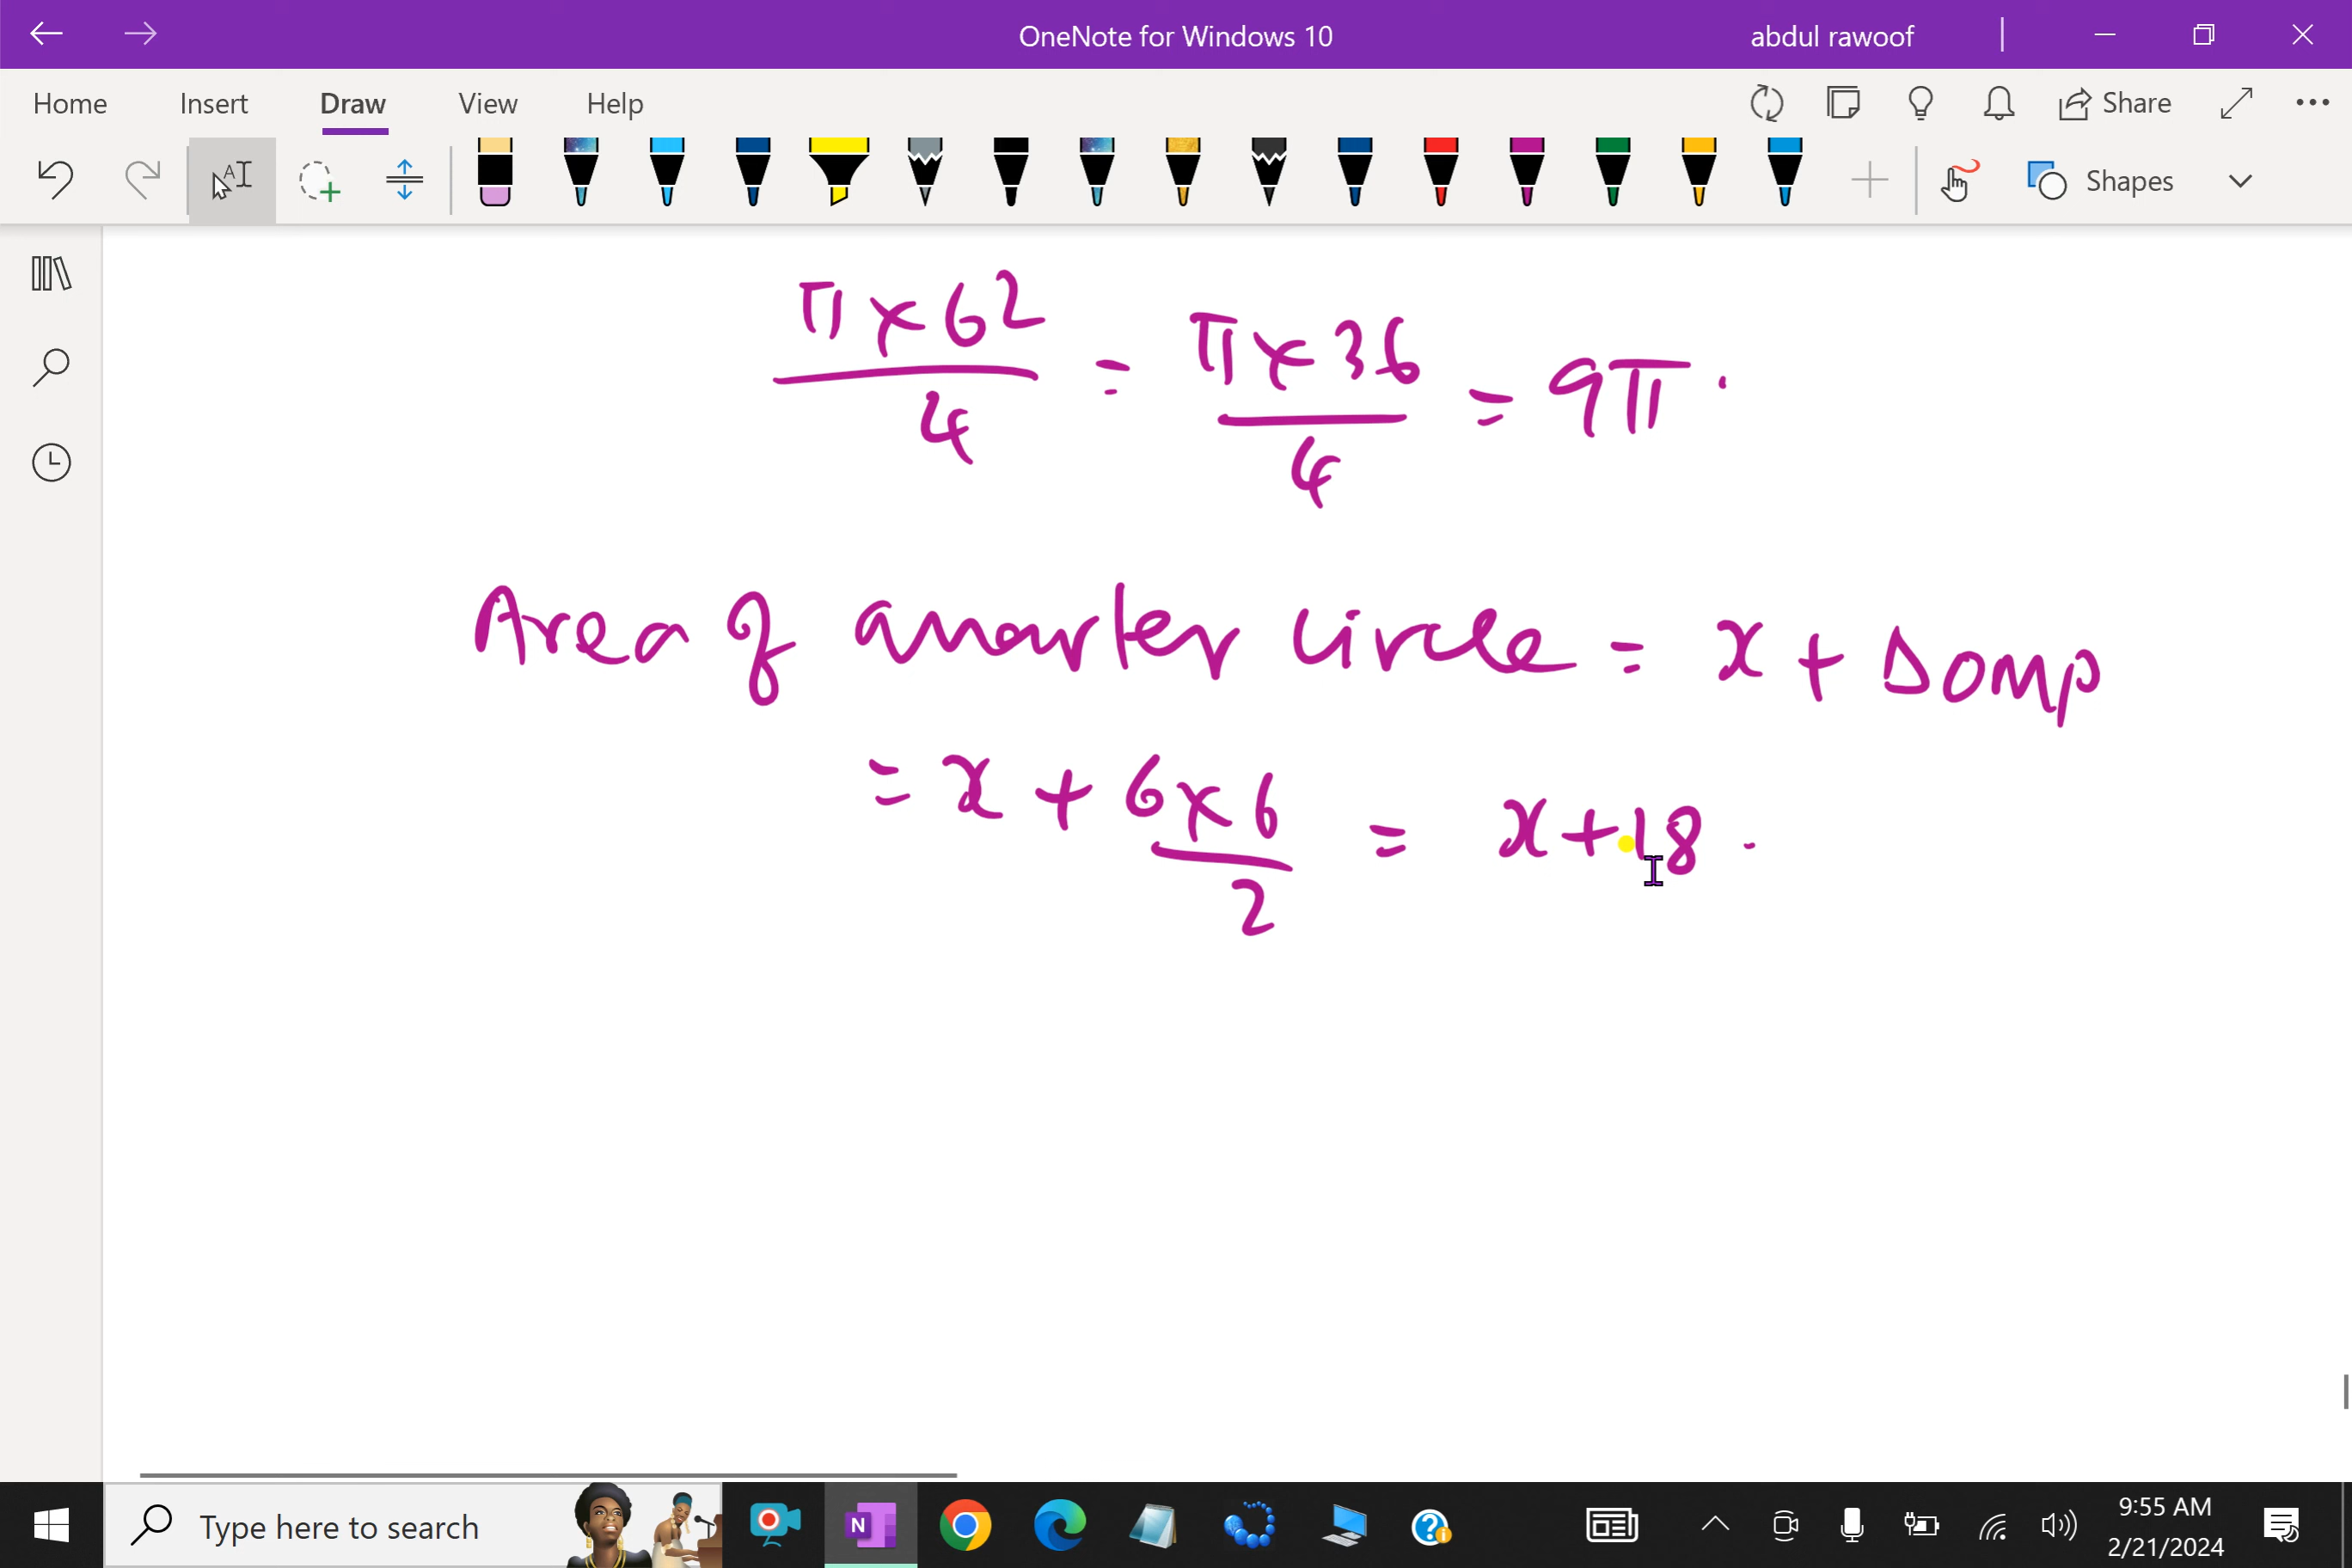 OneNote for Windows 10 abdul rawoof
Home Insert Draw View Help Share
Shapes
π×6²/4 = π×36/4 = 9π.
Area of quarter circle = x + Δomp
= x + 6×6/2 = x+18.
Type here to search
9:55 AM
2/21/2024